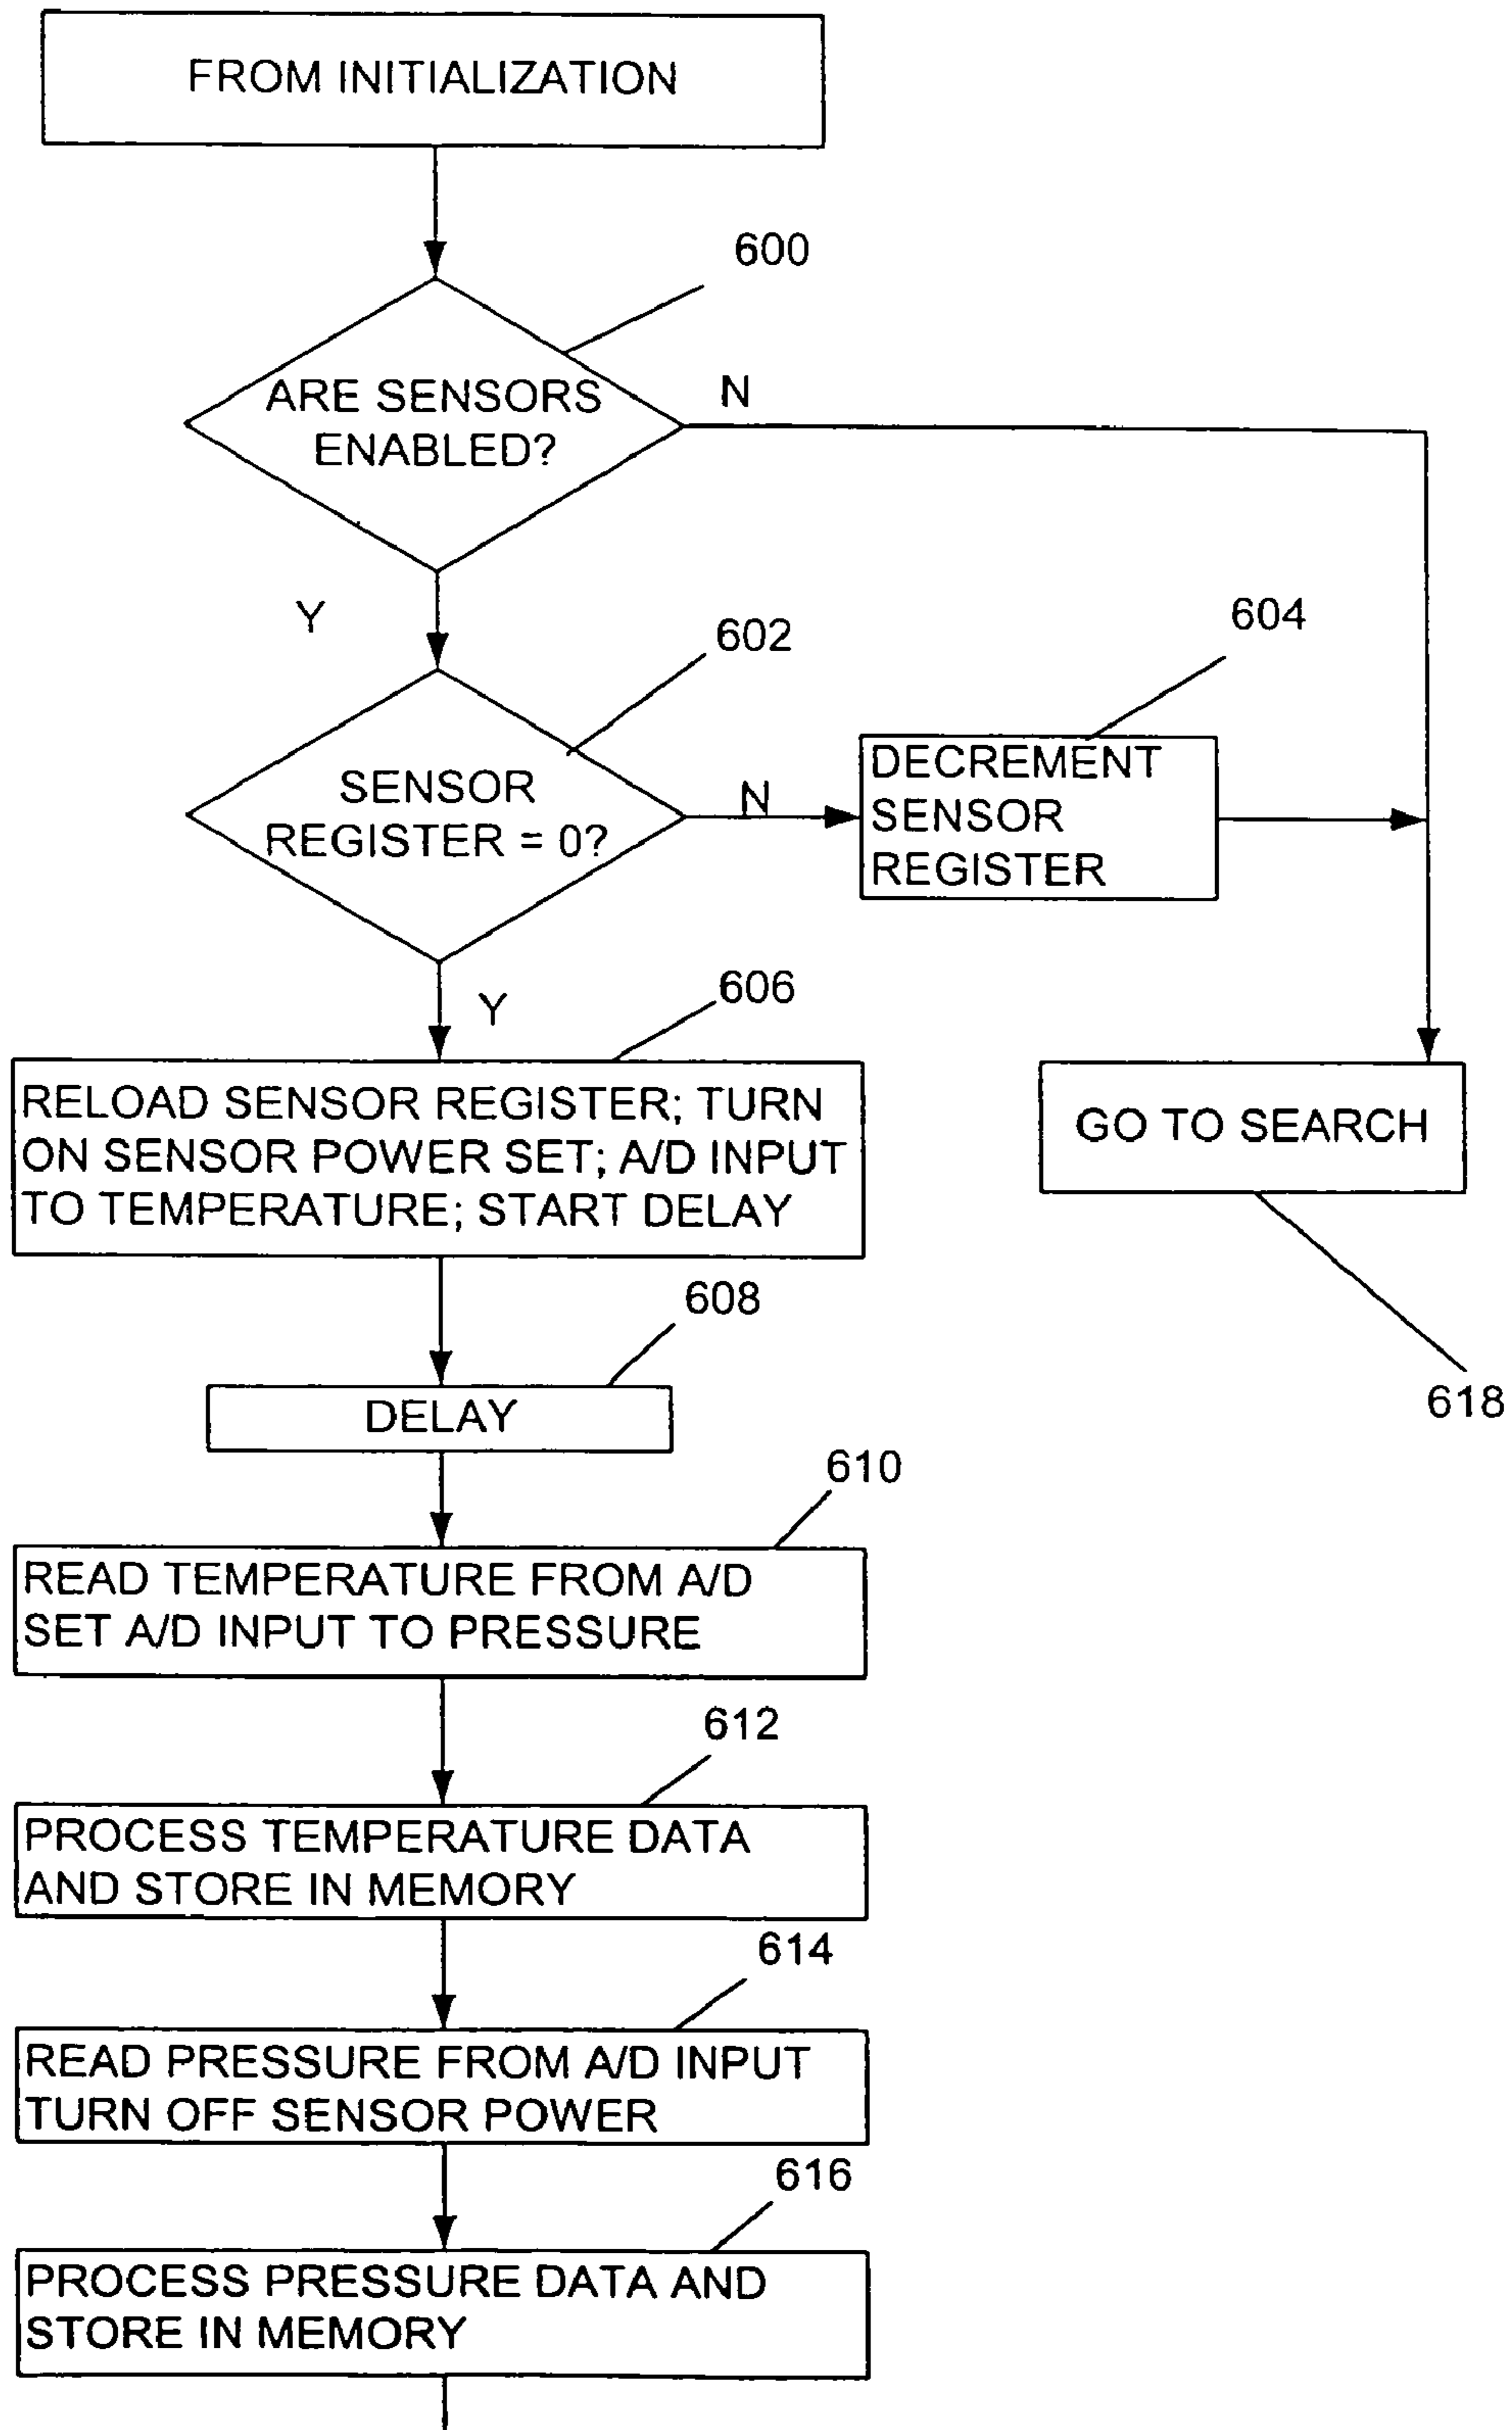 FROM INITIALIZATION
600
ARE SENSORS
ENABLED?
N
Y
602
604
SENSOR
REGISTER = 0?
N
DECREMENT
SENSOR
REGISTER
Y
606
RELOAD SENSOR REGISTER; TURN
ON SENSOR POWER SET; A/D INPUT
TO TEMPERATURE; START DELAY
GO TO SEARCH
618
608
DELAY
610
READ TEMPERATURE FROM A/D
SET A/D INPUT TO PRESSURE
612
PROCESS TEMPERATURE DATA
AND STORE IN MEMORY
614
READ PRESSURE FROM A/D INPUT
TURN OFF SENSOR POWER
616
PROCESS PRESSURE DATA AND
STORE IN MEMORY